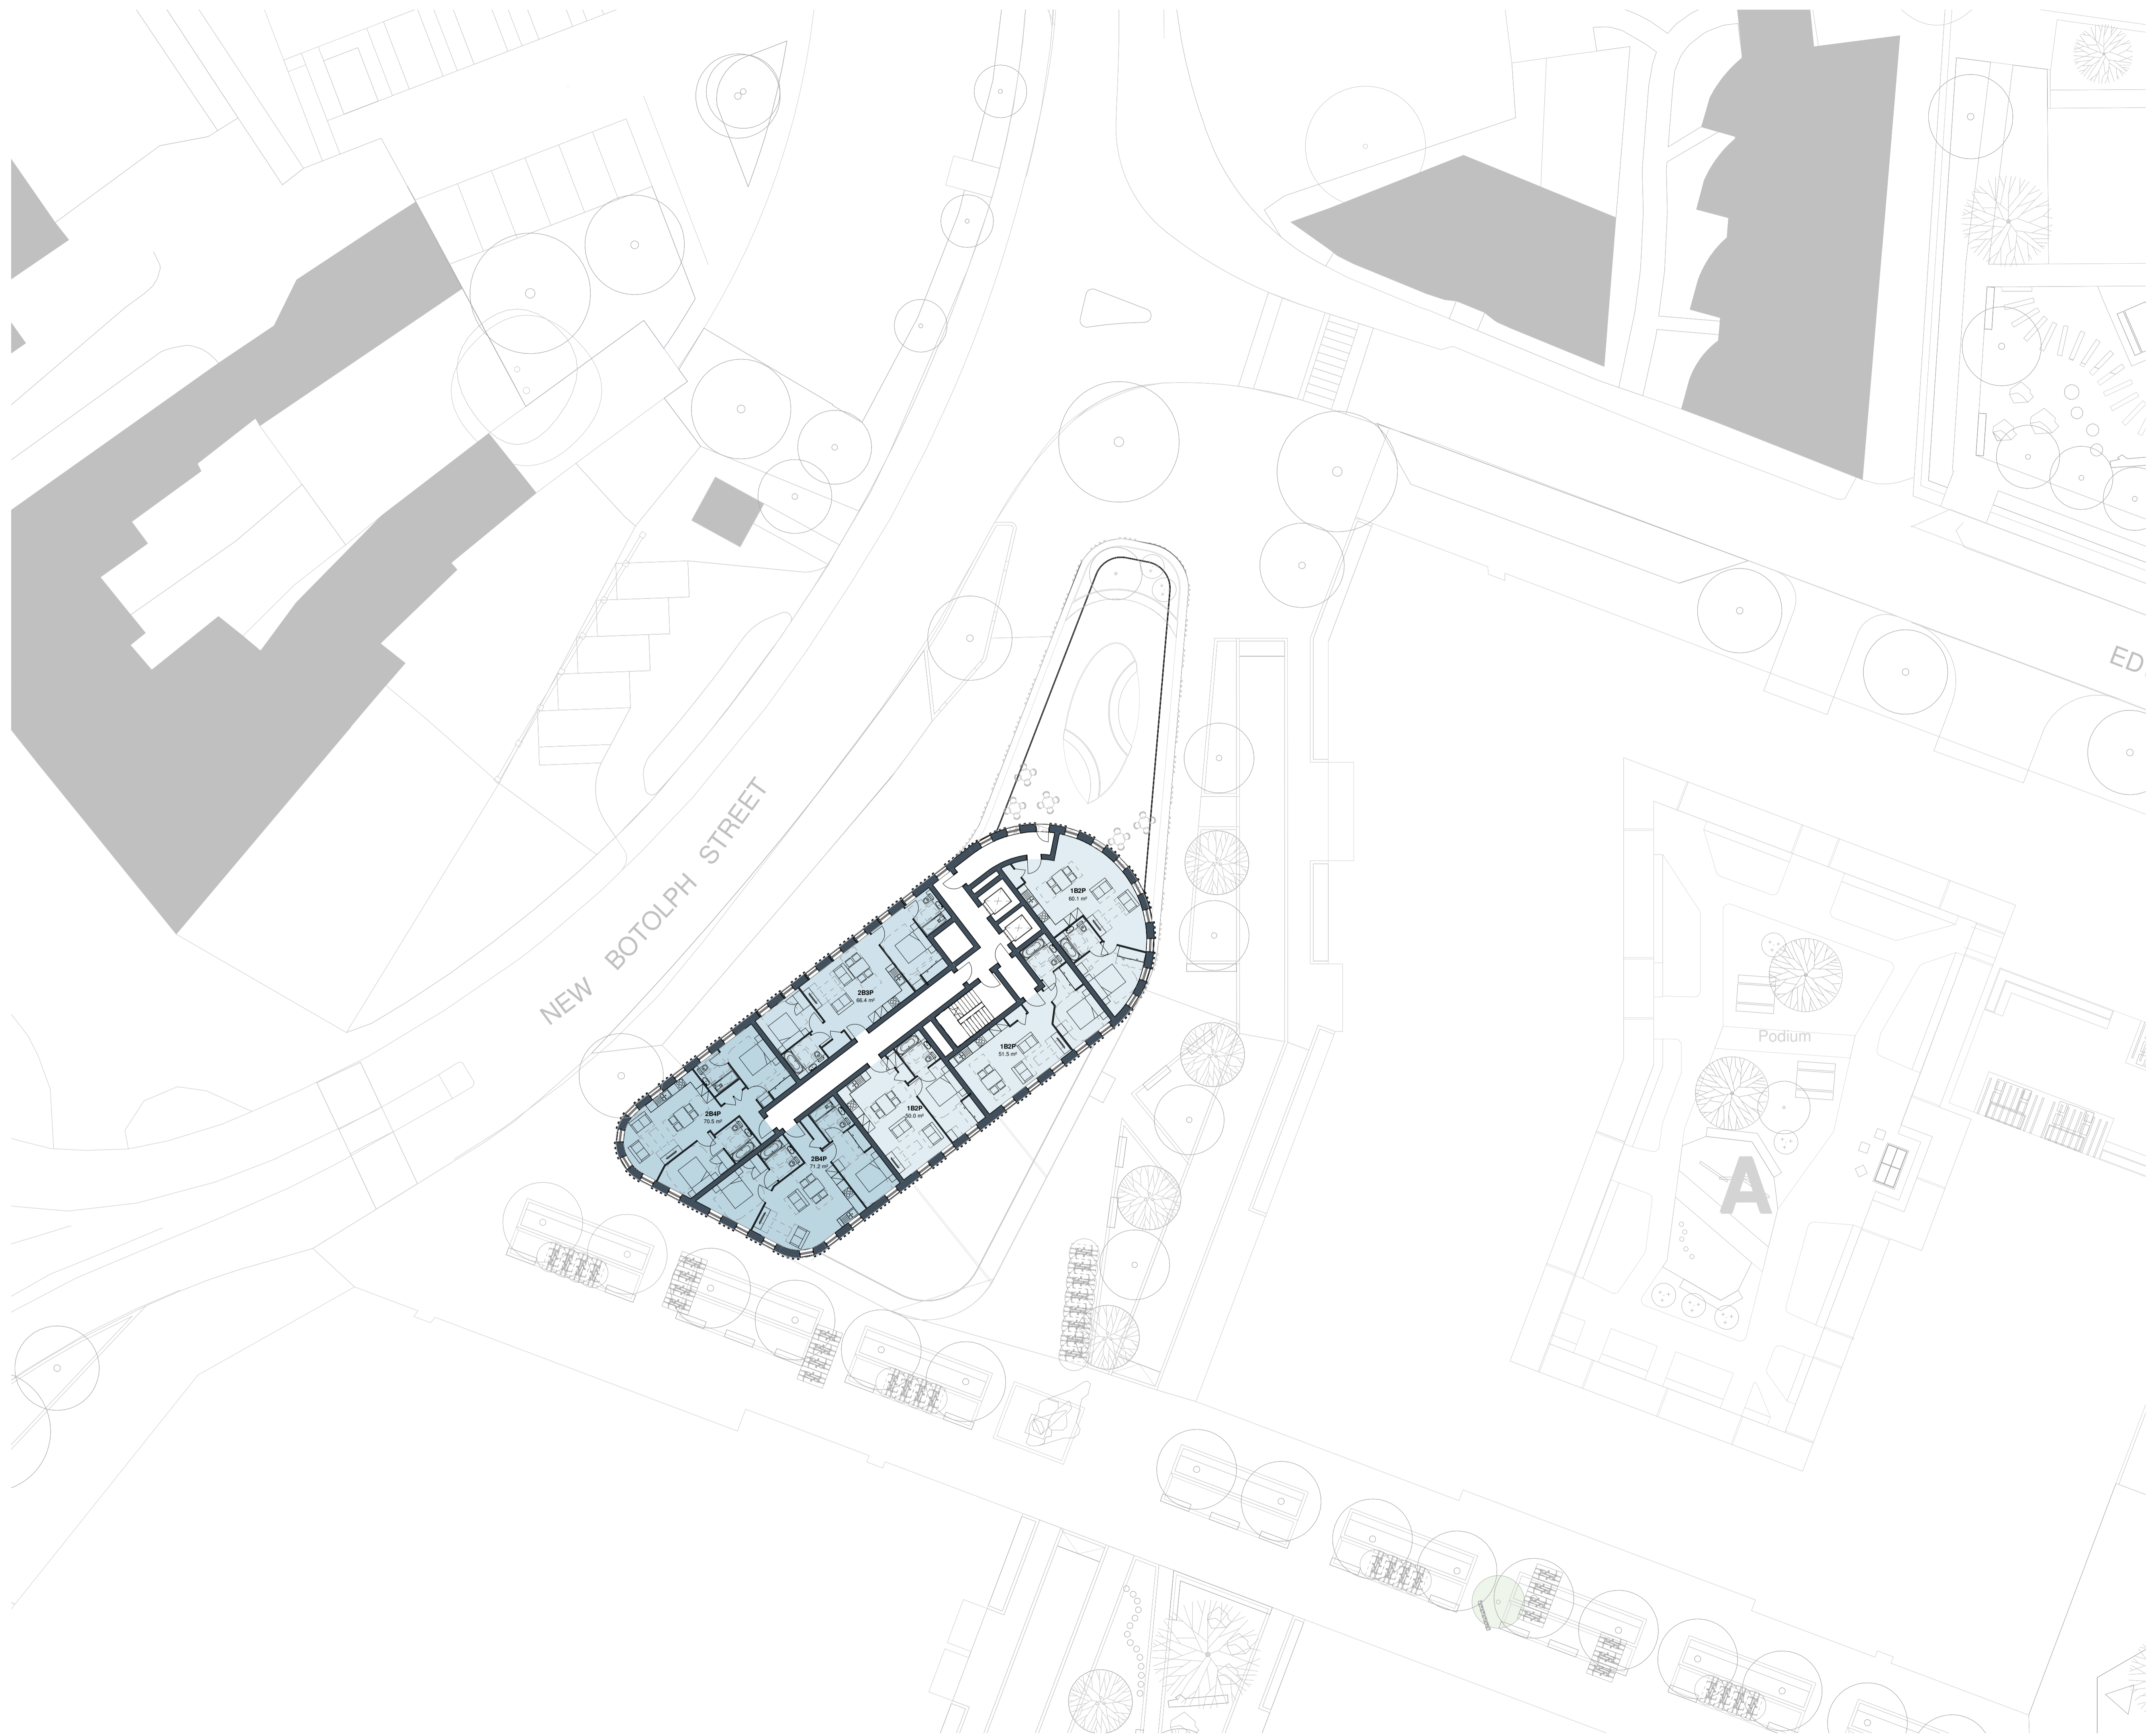 ED
NEW BOTOLPH STREET
1B2P
60.1 m²
2B3P
66.4 m²
1B2P
51.5 m²
Podium
2B4P
70.5 m²
1B2P
50.0 m²
2B4P
71.2 m²
A